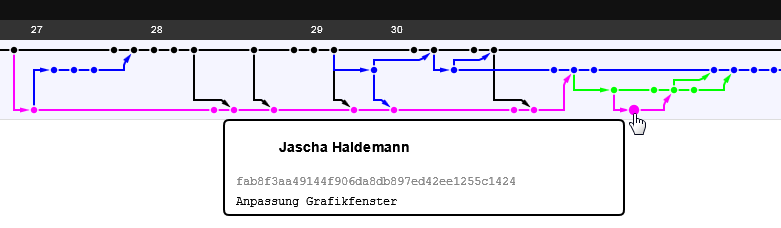 27 28 29 30
Jascha Haldemann
fab8f3aa49144f906da8db897ed42ee1255c1424
Anpassung Grafikfenster